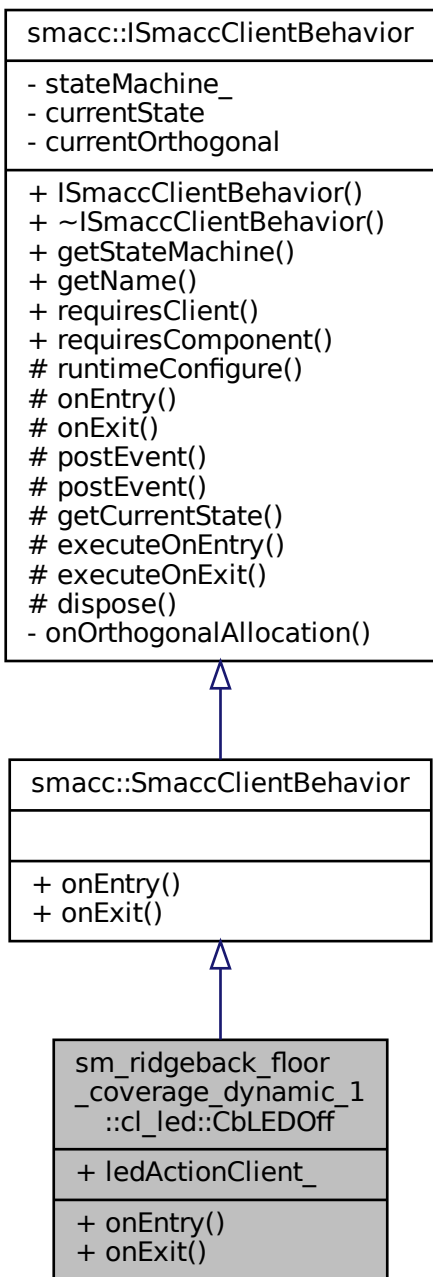 smacc::ISmaccClientBehavior
- stateMachine_
- currentState
- currentOrthogonal
+ ISmaccClientBehavior()
+ ~ISmaccClientBehavior()
+ getStateMachine()
+ getName()
+ requiresClient()
+ requiresComponent()
# runtimeConfigure()
# onEntry()
# onExit()
# postEvent()
# postEvent()
# getCurrentState()
# executeOnEntry()
# executeOnExit()
# dispose()
- onOrthogonalAllocation()
smacc::SmaccClientBehavior
+ onEntry()
+ onExit()
sm_ridgeback_floor
_coverage_dynamic_1
::cl_led::CbLEDOff
+ ledActionClient_
+ onEntry()
+ onExit()